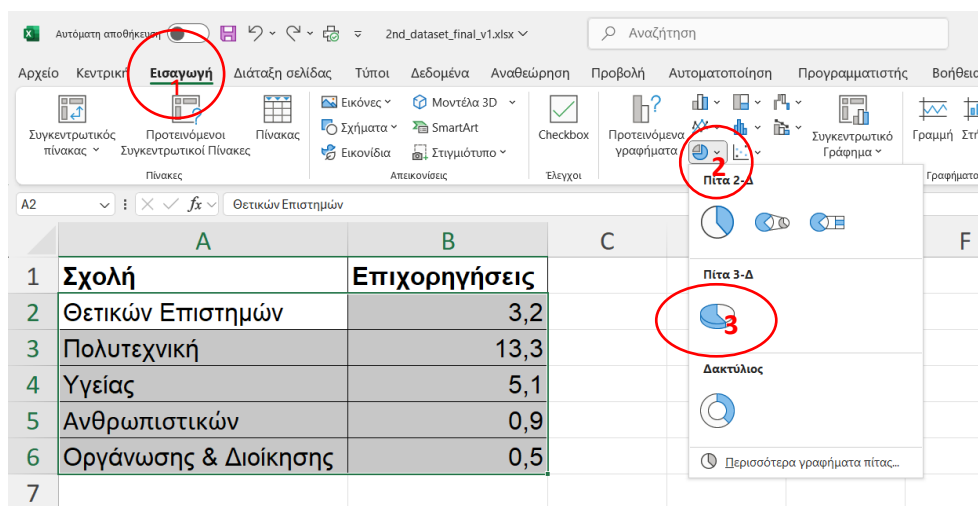 Αυτόματη αποθήκευση 2nd_dataset_final_v1.xlsx Αναζήτηση
Αρχείο Κεντρική Εισαγωγή Διάταξη σελίδας Τύποι Δεδομένα Αναθεώρηση Προβολή Αυτοματοποίηση Προγραμματιστής
1
Συγκεντρωτικός πίνακας
Προτεινόμενοι Συγκεντρωτικοί Πίνακες
Πίνακας
Πίνακες
Εικόνες
Σχήματα
Εικονίδια
Μοντέλα 3D
SmartArt
Στιγμιότυπο
Απεικονίσεις
Checkbox
Έλεγχοι
Προτεινόμενα
γραφήματα
2
Συγκεντρωτικό
Γράφημα
Γραμμή
A2 fx Θετικών Επιστημών
A B C F
1 Σχολή Επιχορηγήσεις
2 Θετικών Επιστημών 3,2
3 Πολυτεχνική 13,3
4 Υγείας 5,1
5 Ανθρωπιστικών 0,9
6 Οργάνωσης & Διοίκησης 0,5
7
Πίτα 2-Δ
Πίτα 3-Δ
3
Δακτύλιος
Περισσότερα γραφήματα πίτας...